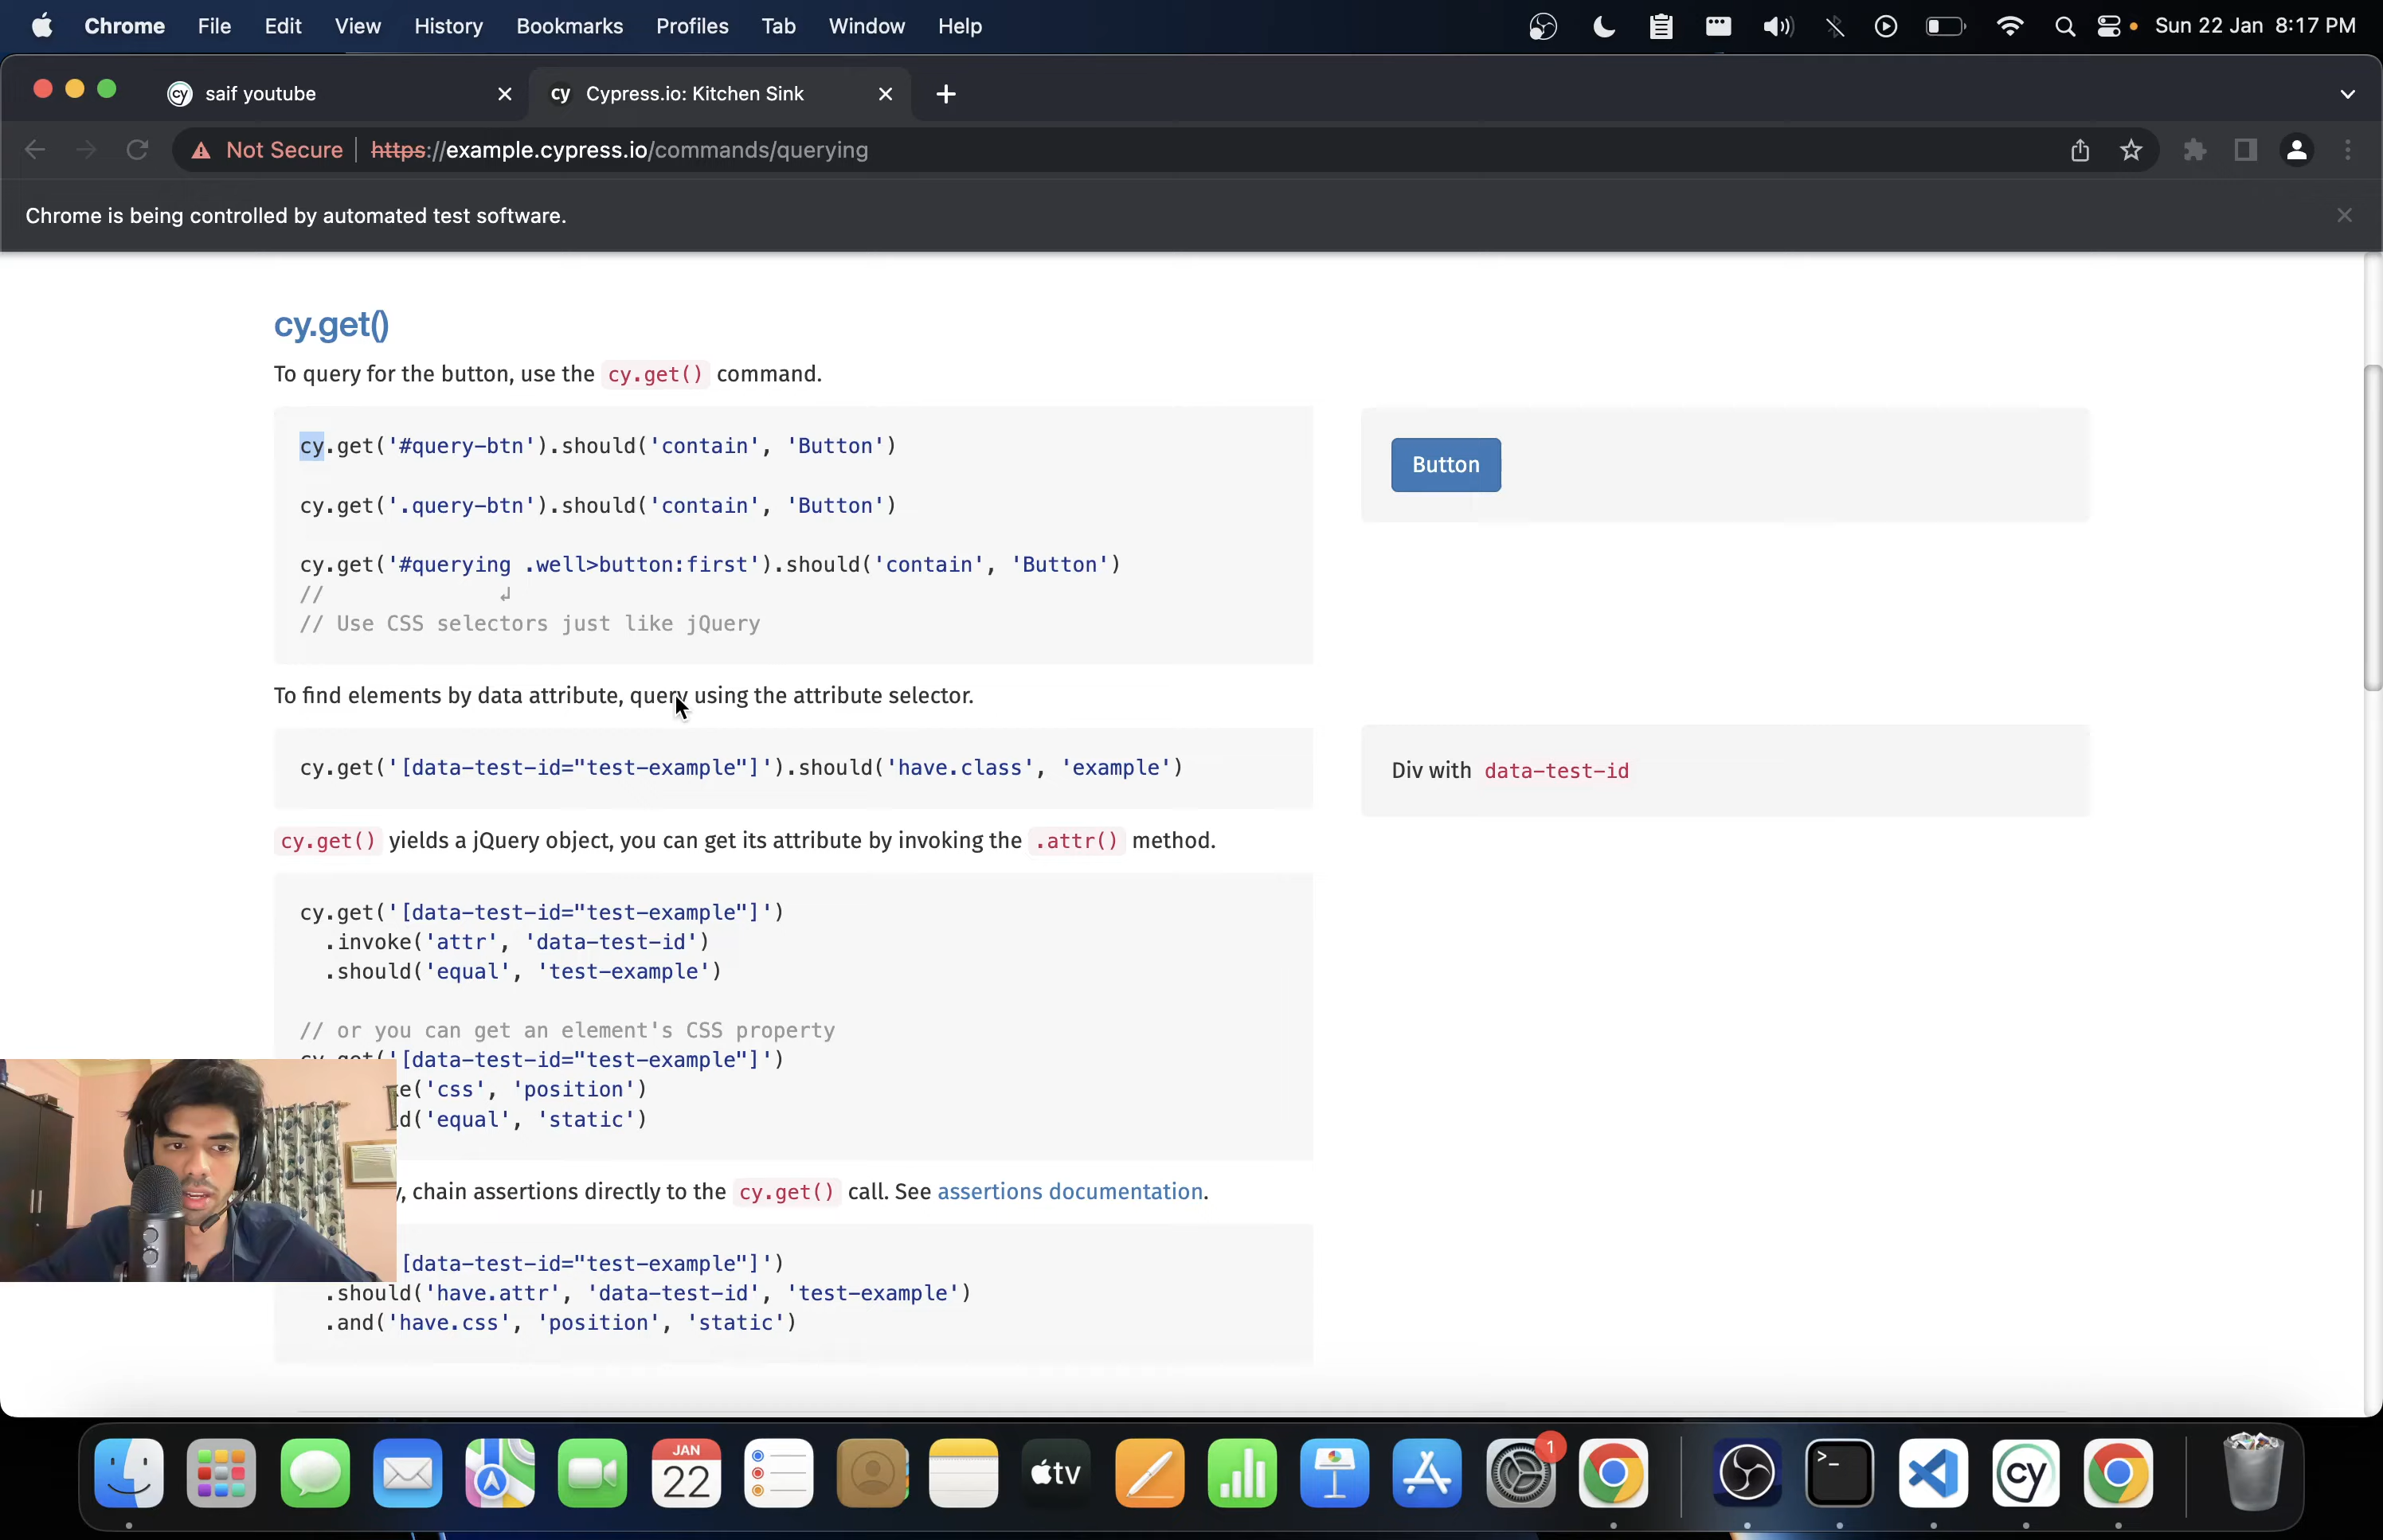 Chrome File Edit View History Bookmarks Profiles Tab Window Help Sun 22 Jan 8:17 PM
cy saif youtube cy Cypress.io: Kitchen Sink
Not Secure https://example.cypress.io/commands/querying
Chrome is being controlled by automated test software.
cy.get()
To query for the button, use the cy.get() command.
cy.get('#query-btn').should('contain', 'Button')
cy.get('.query-btn').should('contain', 'Button')
cy.get('#querying .well>button:first').should('contain', 'Button')
// ↲
// Use CSS selectors just like jQuery
Button
To find elements by data attribute, query using the attribute selector.
cy.get('[data-test-id="test-example"]').should('have.class', 'example')
Div with data-test-id
cy.get() yields a jQuery object, you can get its attribute by invoking the .attr() method.
cy.get('[data-test-id="test-example"]')
.invoke('attr', 'data-test-id')
.should('equal', 'test-example')
// or you can get an element's CSS property
cy.get('[data-test-id="test-example"]')
e('css', 'position')
d('equal', 'static')
y, chain assertions directly to the cy.get() call. See assertions documentation.
[data-test-id="test-example"]')
.should('have.attr', 'data-test-id', 'test-example')
.and('have.css', 'position', 'static')
JAN
22
tv
1
>_
cy